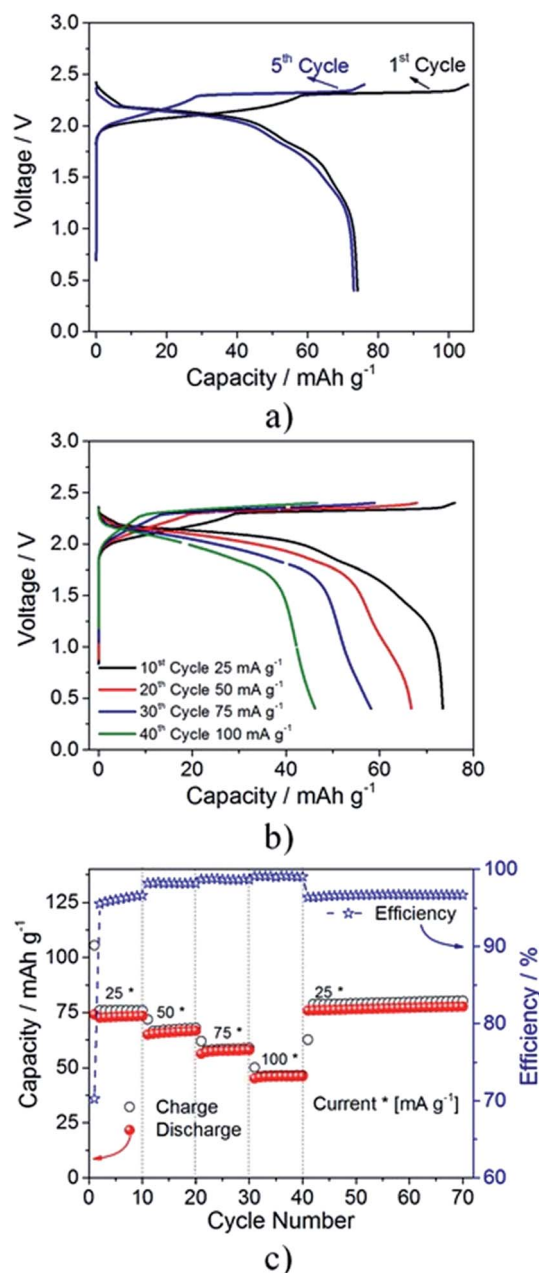 5th Cycle 1st Cycle
3.0
2.5
2.0
1.5
1.0
0.5
0.0
Voltage / V
0 20 40 60 80 100
Capacity / mAh g-1
a)
3.0
2.5
2.0
1.5
1.0
0.5
0.0
Voltage / V
10st Cycle 25 mA g-1
20th Cycle 50 mA g-1
30th Cycle 75 mA g-1
40th Cycle 100 mA g-1
0 20 40 60 80
Capacity / mAh g-1
b)
125
100
75
50
25
0
Capacity / mAh g-1
Efficiency
25 *
50 *
75 *
100 *
25 *
Charge
Discharge
Current * [mA g-1]
100
90
80
70
60
Efficiency / %
0 10 20 30 40 50 60 70
Cycle Number
c)